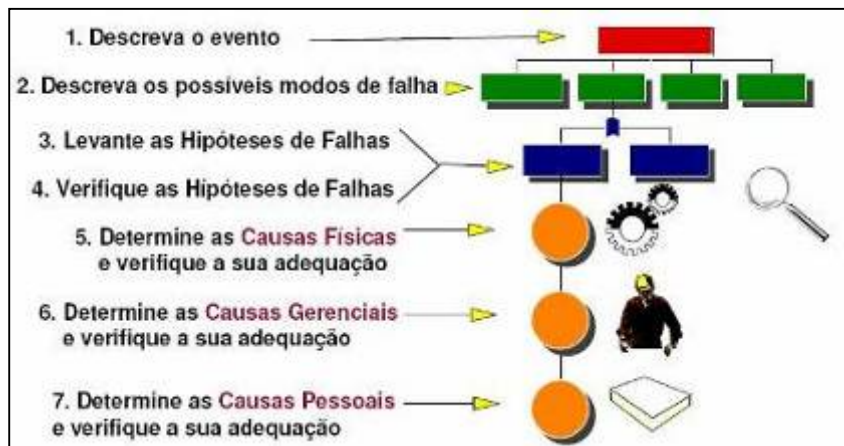 1. Descreva o evento
2. Descreva os possíveis modos de falha
3. Levante as Hipóteses de Falhas
4. Verifique as Hipóteses de Falhas
5. Determine as Causas Físicas
e verifique a sua adequação
6. Determine as Causas Gerenciais
e verifique a sua adequação
7. Determine as Causas Pessoais
e verifique a sua adequação